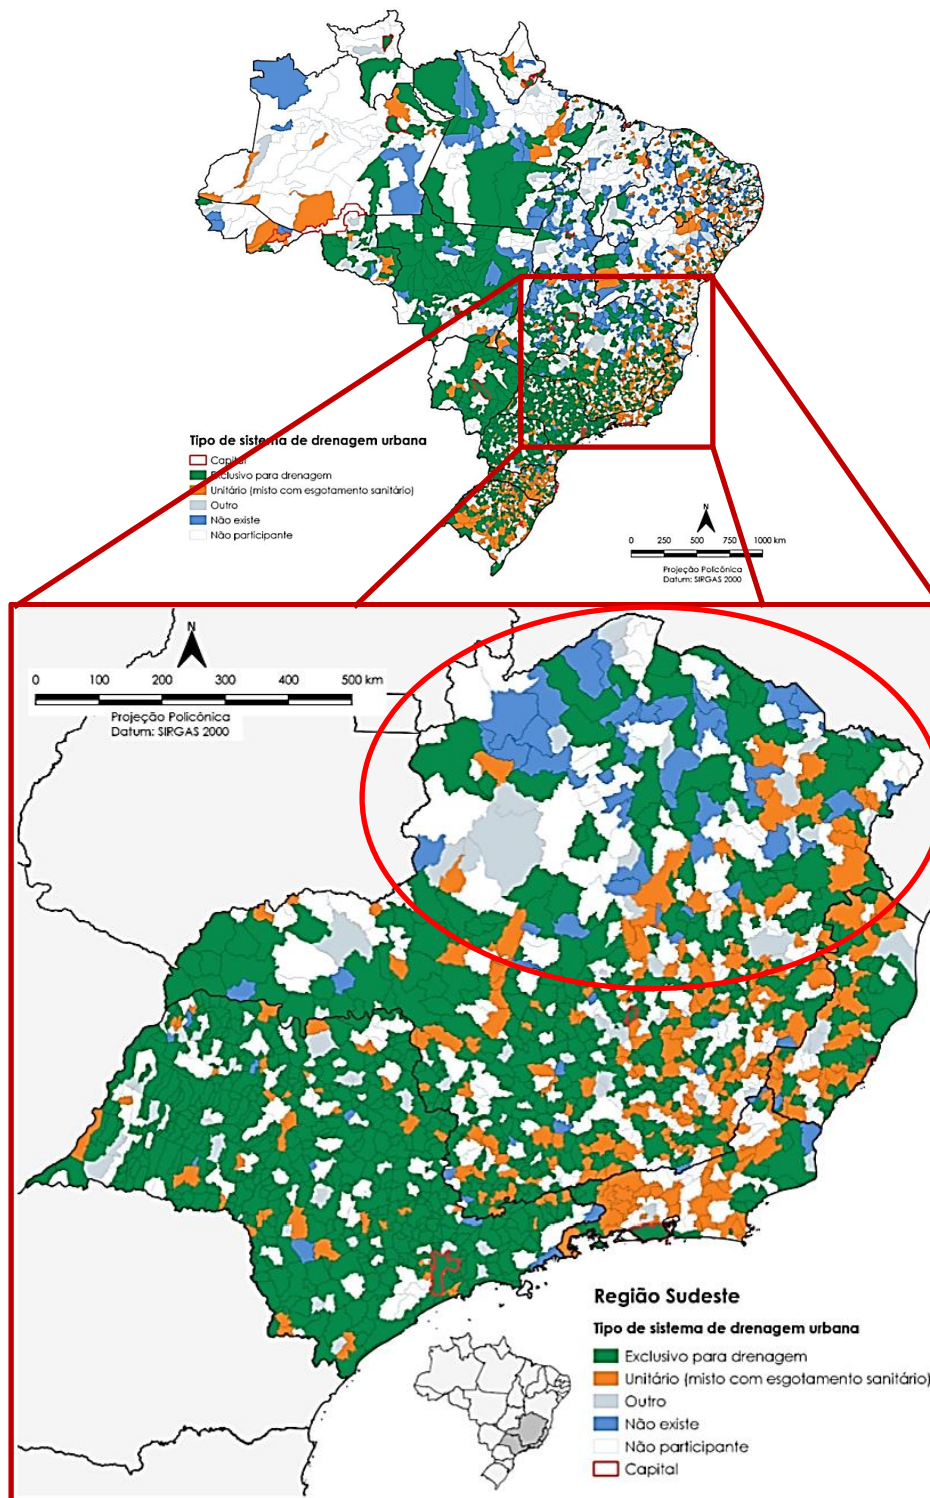 Tipo de sistema de drenagem urbana
Capital
Exclusivo para drenagem
Unitário (misto com esgotamento sanitário)
Outro
Não existe
Não participante
N
0 250 500 750 1000 km
Projeção Policônica
Datum: SIRGAS 2000
N
0 100 200 300 400 500 km
Projeção Policônica
Datum: SIRGAS 2000
Região Sudeste
Tipo de sistema de drenagem urbana
Exclusivo para drenagem
Unitário (misto com esgotamento sanitário)
Outro
Não existe
Não participante
Capital